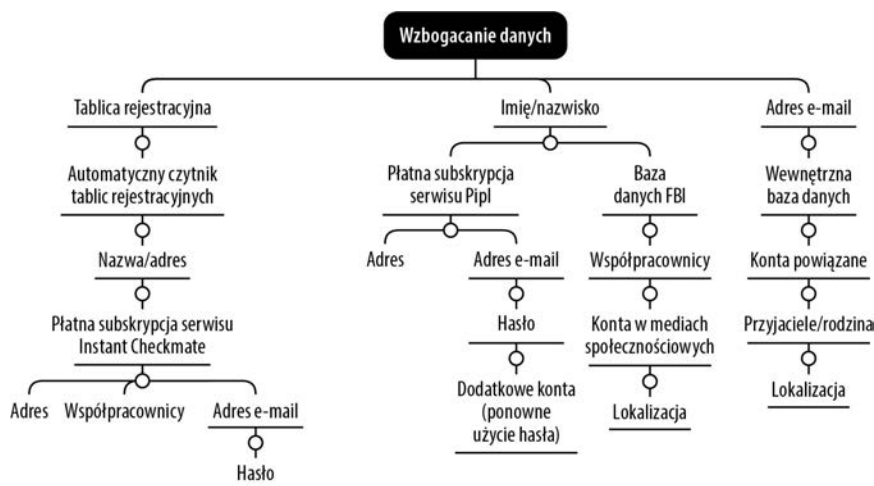 Wzbogacanie danych
Tablica rejestracyjna
Automatyczny czytnik
tablic rejestracyjnych
Nazwa/adres
Płatna subskrypcja serwisu
Instant Checkmate
Adres
Współpracownicy
Adres e-mail
Hasło
Imię/nazwisko
Płatna subskrypcja
serwisu Pipl
Adres
Adres e-mail
Hasło
Dodatkowe konta
(ponowne
użycie hasła)
Baza
danych FBI
Współpracownicy
Konta w mediach
społecznościowych
Lokalizacja
Adres e-mail
Wewnętrzna
baza danych
Konta powiązane
Przyjaciele/rodzina
Lokalizacja